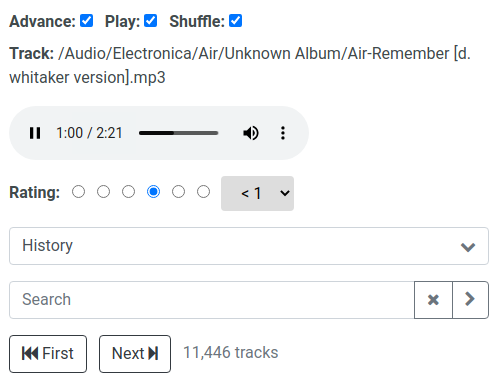 Advance: Play: Shuffle:
Track: /Audio/Electronica/Air/Unknown Album/Air-Remember [d.
whitaker version].mp3
1:00 / 2:21
Rating: < 1
History
Search
First Next 11,446 tracks